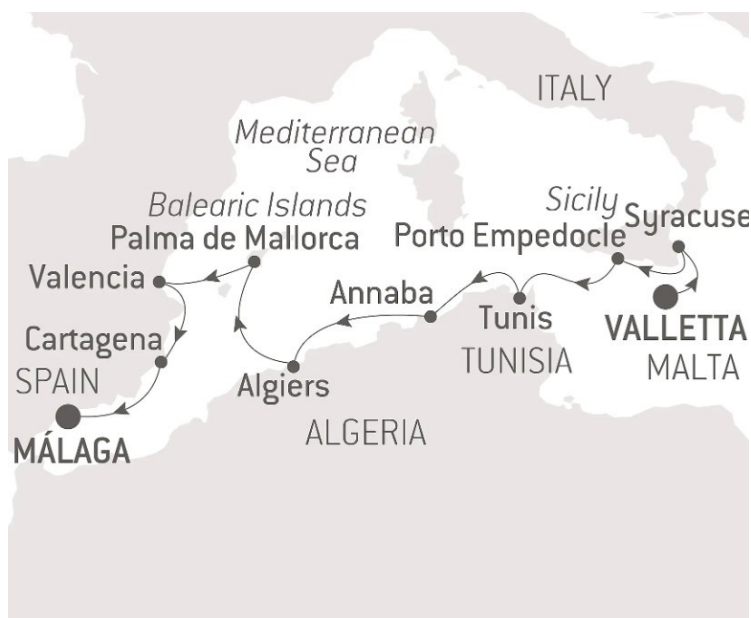 ITALY
Mediterranean
Sea
Balearic Islands
Sicily
Syracuse
Palma de Mallorca
Porto Empedocle
Valencia
Annaba
Tunis
VALLETTA
Cartagena
TUNISIA
MALTA
SPAIN
Algiers
ALGERIA
MÁLAGA